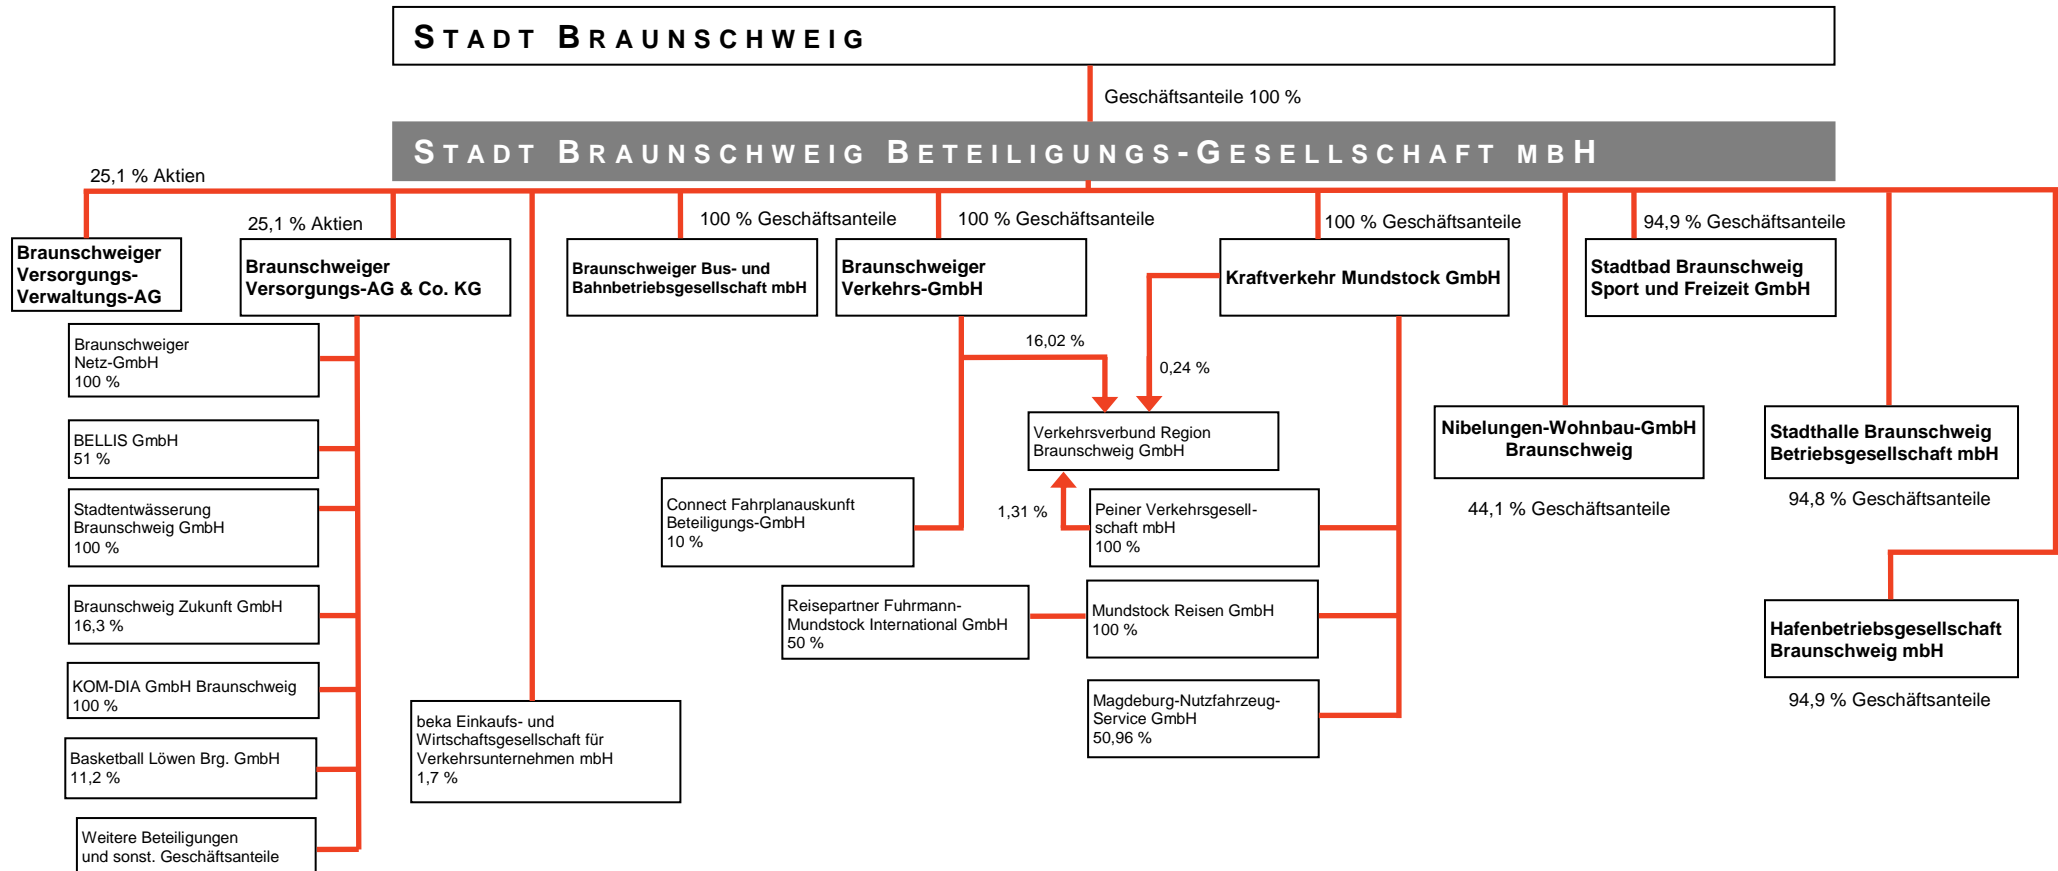 STADT BRAUNSCHWEIG
Geschäftsanteile 100 %
STADT BRAUNSCHWEIG BETEILIGUNGS-GESELLSCHAFT MBH
25,1 % Aktien
Braunschweiger
Versorgungs-
Verwaltungs-AG
25,1 % Aktien
Braunschweiger
Versorgungs-AG & Co. KG
100 % Geschäftsanteile
Braunschweiger Bus- und
Bahnbetriebsgesellschaft mbH
100 % Geschäftsanteile
Braunschweiger
Verkehrs-GmbH
100 % Geschäftsanteile
Kraftverkehr Mundstock GmbH
94,9 % Geschäftsanteile
Stadtbad Braunschweig
Sport und Freizeit GmbH
Braunschweiger
Netz-GmbH
100 %
BELLIS GmbH
51 %
Stadtentwässerung
Braunschweig GmbH
100 %
Braunschweig Zukunft GmbH
16,3 %
KOM-DIA GmbH Braunschweig
100 %
Basketball Löwen Brg. GmbH
11,2 %
Weitere Beteiligungen
und sonst. Geschäftsanteile
beka Einkaufs- und
Wirtschaftsgesellschaft für
Verkehrsunternehmen mbH
1,7 %
16,02 %
0,24 %
Verkehrsverbund Region
Braunschweig GmbH
Connect Fahrplanauskunft
Beteiligungs-GmbH
10 %
1,31 %
Peiner Verkehrsgesell-
schaft mbH
100 %
Reisepartner Fuhrmann-
Mundstock International GmbH
50 %
Mundstock Reisen GmbH
100 %
Magdeburg-Nutzfahrzeug-
Service GmbH
50,96 %
Nibelungen-Wohnbau-GmbH
Braunschweig
44,1 % Geschäftsanteile
Stadthalle Braunschweig
Betriebsgesellschaft mbH
94,8 % Geschäftsanteile
Hafenbetriebsgesellschaft
Braunschweig mbH
94,9 % Geschäftsanteile